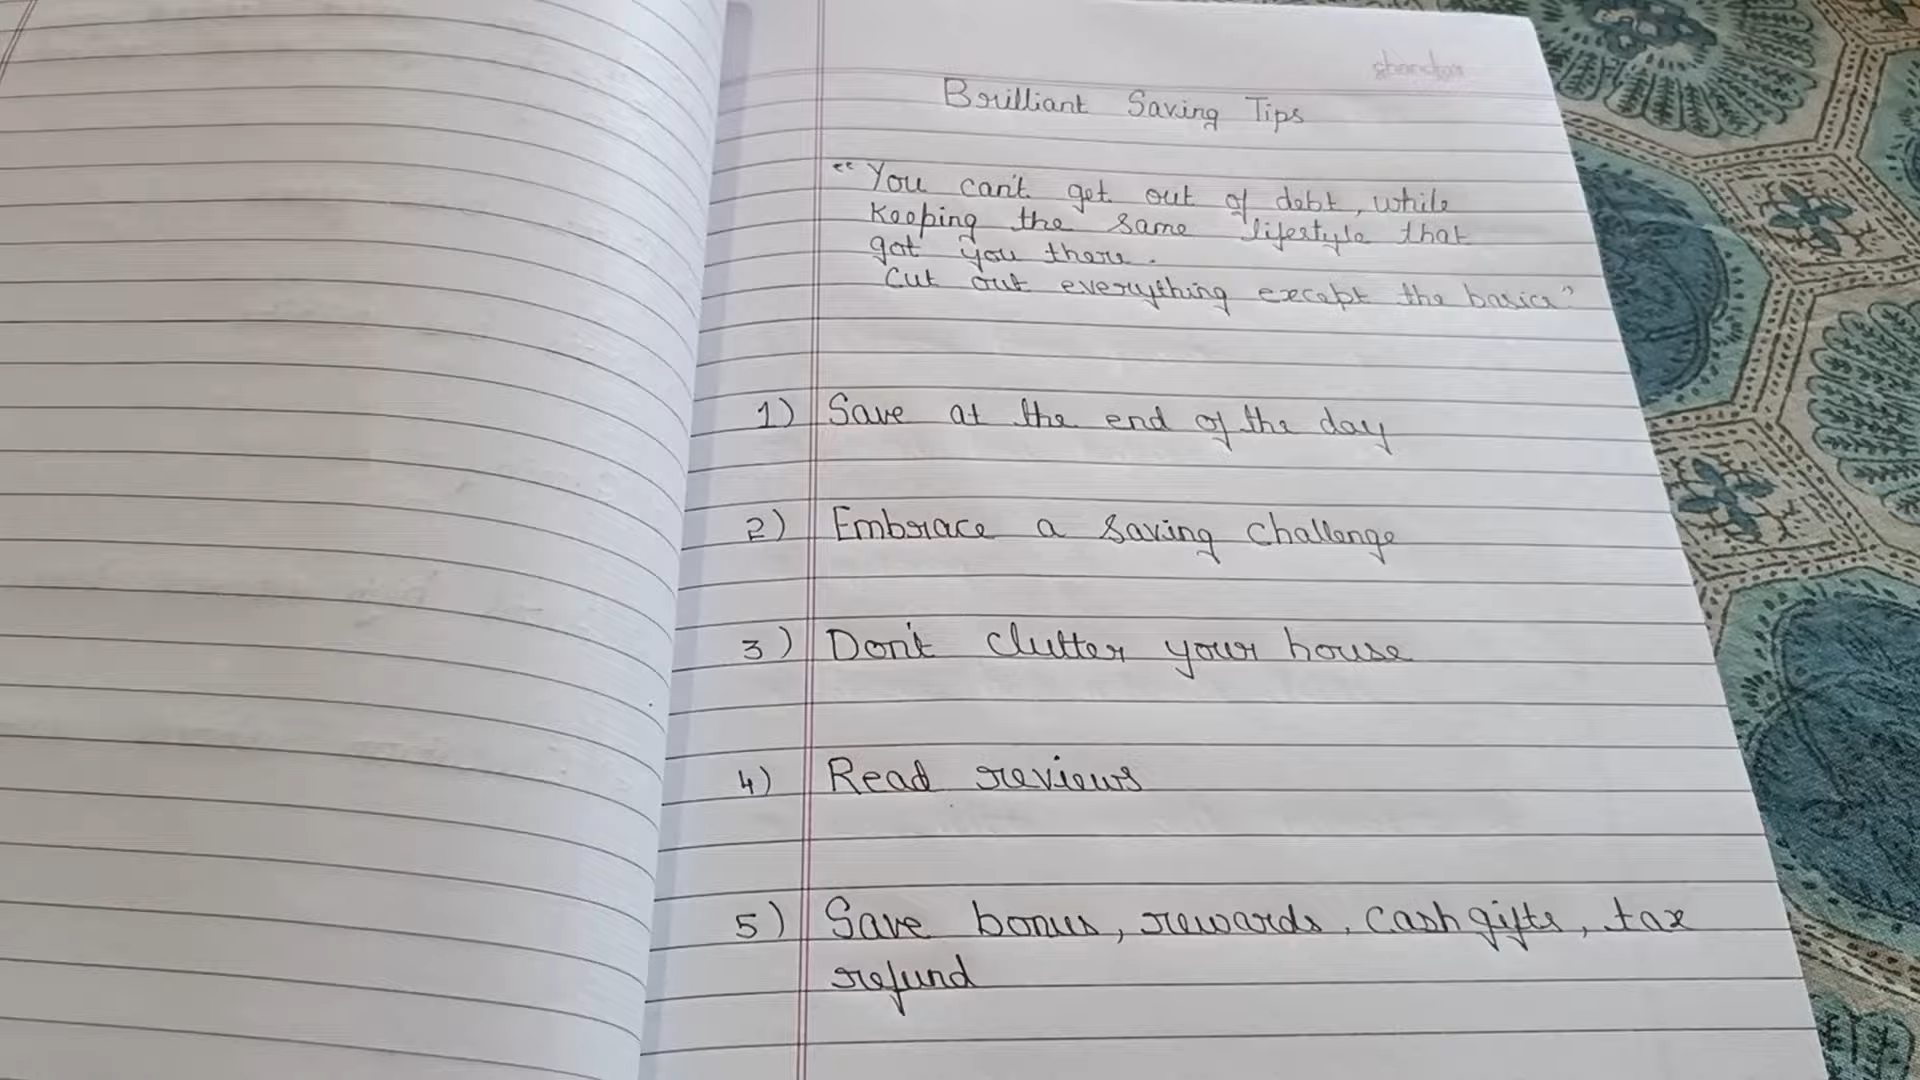 Brilliant Saving Tips
"You can't get out of debt, while
keeping the same lifestyle that
got you there.
Cut out everything except the basics"
1) Save at the end of the day
2) Embrace a saving challenge
3) Don't clutter your house
4) Read reviews
5) Save bonus, rewards, cash gifts, tax
refund